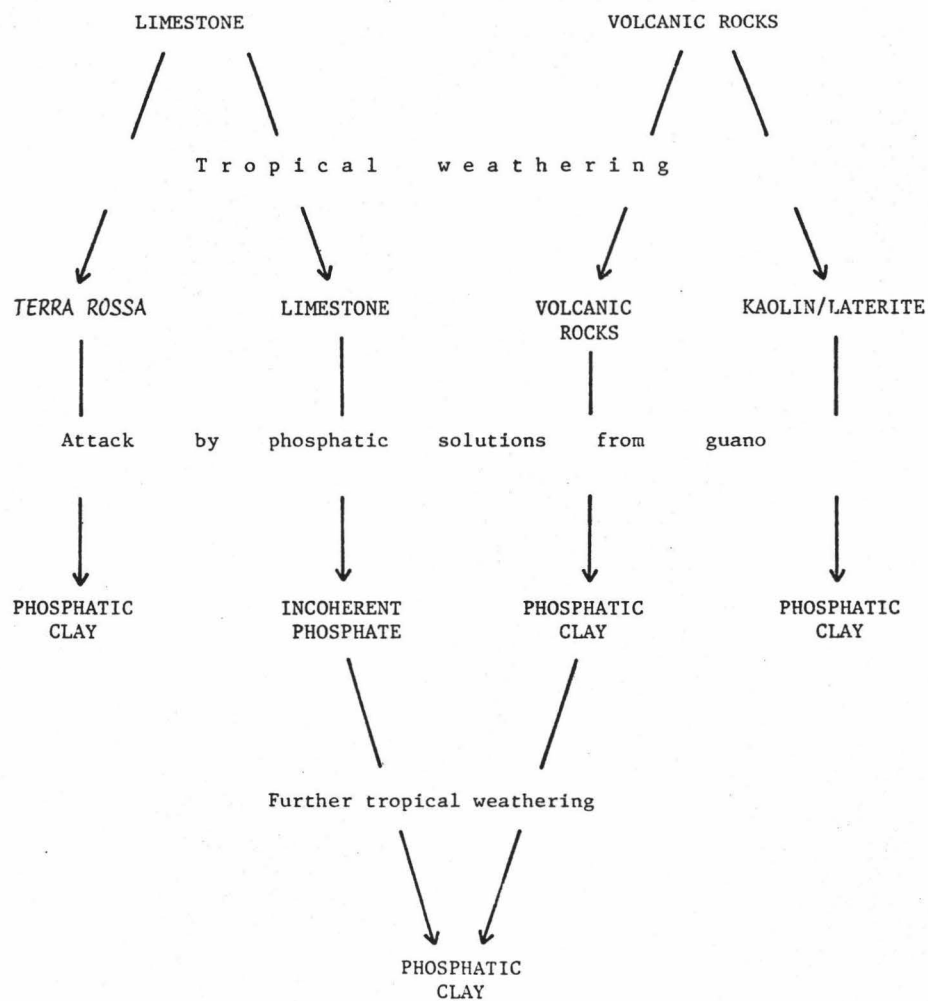 LIMESTONE
VOLCANIC ROCKS
Tropical weathering
TERRA ROSSA
LIMESTONE
VOLCANIC
ROCKS
KAOLIN/LATERITE
Attack by phosphatic solutions from guano
PHOSPHATIC
CLAY
INCOHERENT
PHOSPHATE
PHOSPHATIC
CLAY
PHOSPHATIC
CLAY
Further tropical weathering
PHOSPHATIC
CLAY